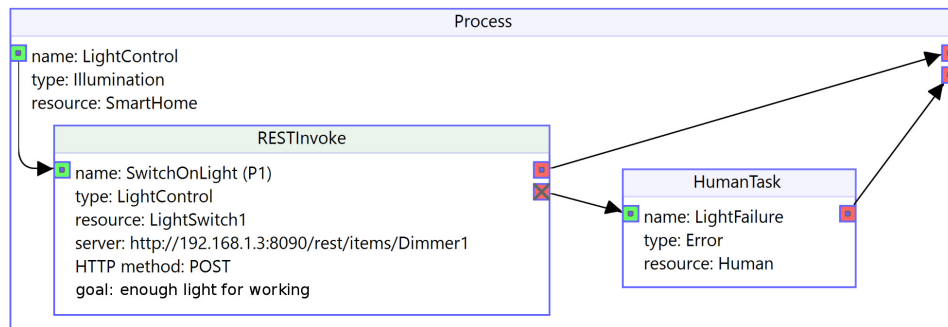 Process
name: LightControl
type: Illumination
resource: SmartHome
RESTInvoke
name: SwitchOnLight (P1)
type: LightControl
resource: LightSwitch1
server: http://192.168.1.3:8090/rest/items/Dimmer1
HTTP method: POST
goal: enough light for working
HumanTask
name: LightFailure
type: Error
resource: Human